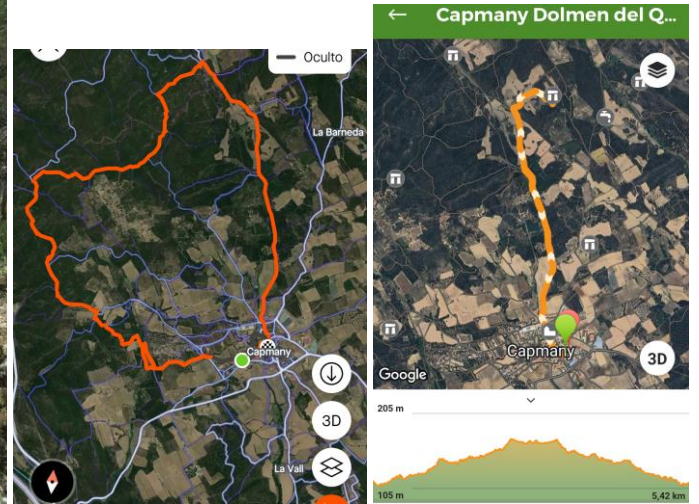 Oculto
La Barneda
Capmany
3D
La Vall
Capmany Dolmen del Q...
Capmany
3D
Google
205 m
105 m
5,42 km